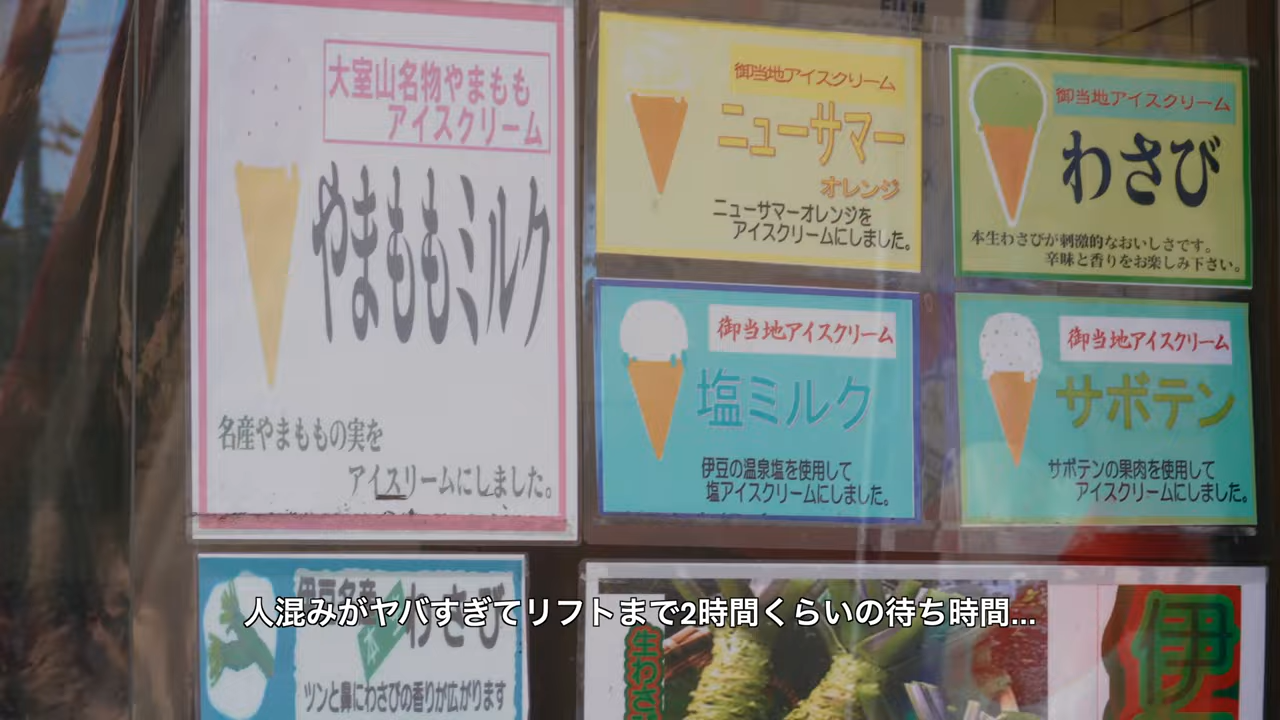 大室山名物やまもも
アイスクリーム
やまももミルク
名産やまももの実を
アイスリームにしました。
御当地アイスクリーム
ニューサマー
オレンジ
ニューサマーオレンジを
アイスクリームにしました。
御当地アイスクリーム
わさび
本生わさびが刺激的なおいしさです。
辛味と香りをお楽しみ下さい。
御当地アイスクリーム
塩ミルク
伊豆の温泉塩を使用して
塩アイスクリームにしました。
御当地アイスクリーム
サボテン
サボテンの果肉を使用して
アイスクリームにしました。
伊豆名産
本
わさび
ツンと鼻にわさびの香りが広がります
生わさ
伊
人混みがヤバすぎてリフトまで2時間くらいの待ち時間...